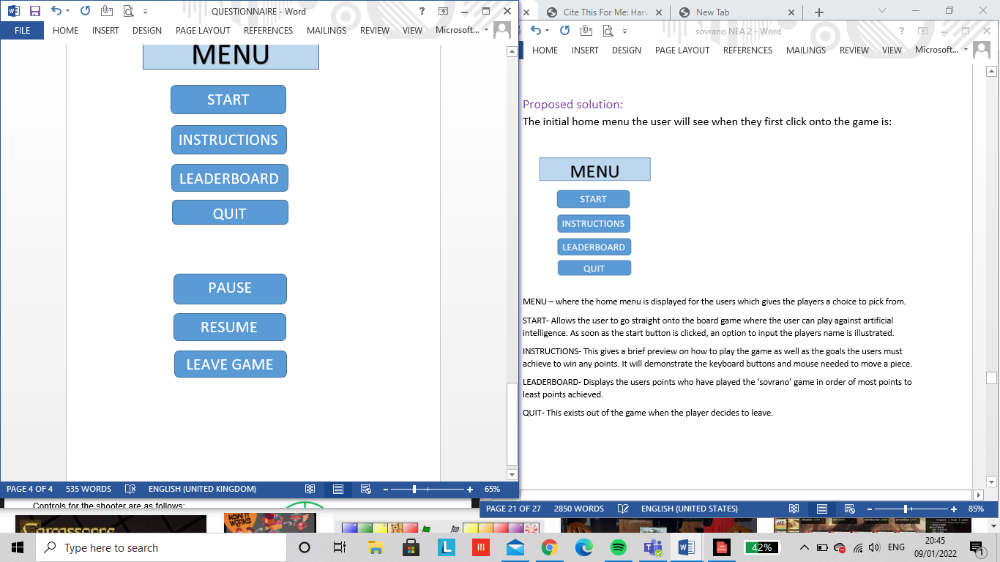 QUESTIONNAIRE - Word
FILE HOME INSERT DESIGN PAGE LAYOUT REFERENCES MAILINGS REVIEW VIEW Microsoft...
MENU
START
INSTRUCTIONS
LEADERBOARD
QUIT
PAUSE
RESUME
LEAVE GAME
PAGE 4 OF 4 535 WORDS ENGLISH (UNITED KINGDOM) 65%
Controls for the shooter are as follows:
Cite This For Me: Harv
New Tab
sovrano NEA 2 - Word
HOME INSERT DESIGN PAGE LAYOUT REFERENCES MAILINGS REVIEW VIEW Microsoft...
Proposed solution:
The initial home menu the user will see when they first click onto the game is:
MENU
START
INSTRUCTIONS
LEADERBOARD
QUIT
MENU – where the home menu is displayed for the users which gives the players a choice to pick from.
START- Allows the user to go straight onto the board game where the user can play against artificial
intelligence. As soon as the start button is clicked, an option to input the players name is illustrated.
INSTRUCTIONS- This gives a brief preview on how to play the game as well as the goals the users must
achieve to win any points. It will demonstrate the keyboard buttons and mouse needed to move a piece.
LEADERBOARD- Displays the users points who have played the ‘sovrano’ game in order of most points to
least points achieved.
QUIT- This exists out of the game when the player decides to leave.
PAGE 21 OF 27 2850 WORDS ENGLISH (UNITED STATES) 85%
Carcassonne
HOW IT
WORKS
Type here to search
42%
ENG
20:45
09/01/2022
1